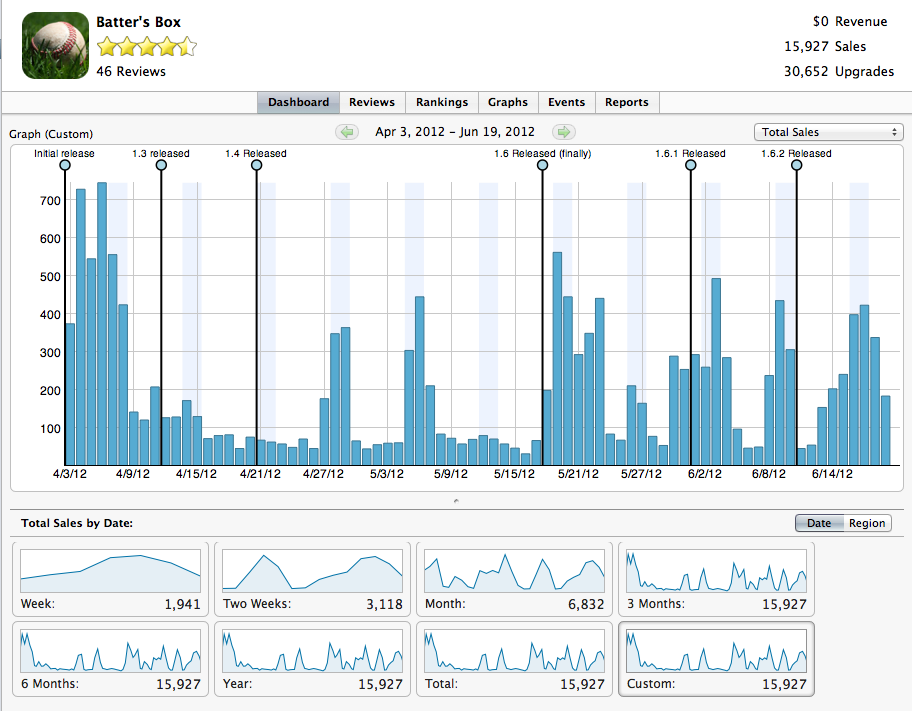 Batter's Box
46 Reviews
$0 Revenue
15,927 Sales
30,652 Upgrades
Dashboard Reviews Rankings Graphs Events Reports
Graph (Custom)
Apr 3, 2012 – Jun 19, 2012
Total Sales
Initial release 1.3 released 1.4 Released 1.6 Released (finally) 1.6.1 Released 1.6.2 Released
700
600
500
400
300
200
100
4/3/12 4/9/12 4/15/12 4/21/12 4/27/12 5/3/12 5/9/12 5/15/12 5/21/12 5/27/12 6/2/12 6/8/12 6/14/12
Total Sales by Date:
Date Region
Week: 1,941
Two Weeks: 3,118
Month: 6,832
3 Months: 15,927
6 Months: 15,927
Year: 15,927
Total: 15,927
Custom: 15,927